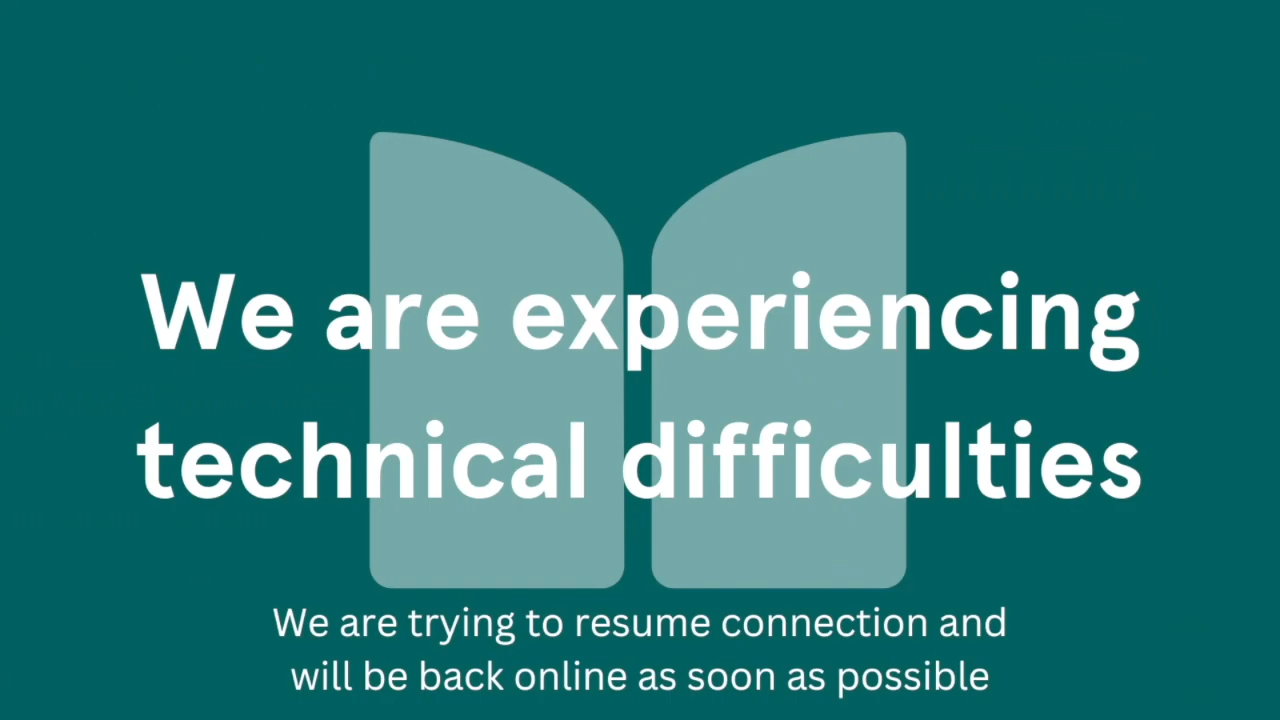 We are experiencing
technical difficulties
We are trying to resume connection and
will be back online as soon as possible